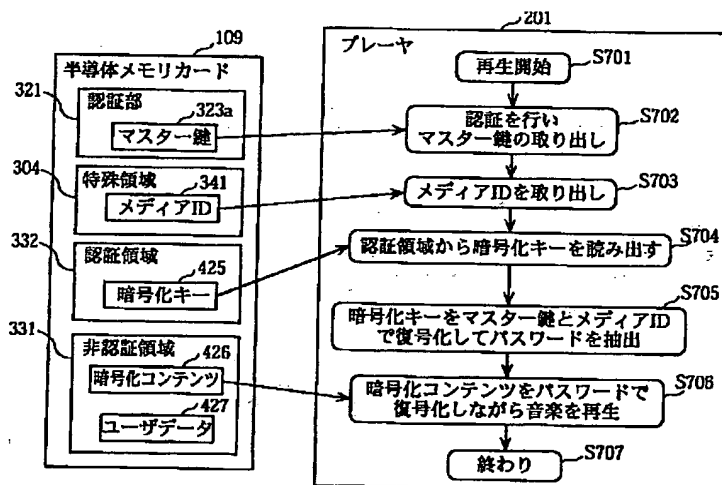 109
半導体メモリカード
321
認証部
323a
マスター鍵
304
特殊領域
341
メディアID
332
認証領域
425
暗号化キー
331
非認証領域
426
暗号化コンテンツ
427
ユーザデータ
201
プレーヤ
再生開始
S701
認証を行い
マスター鍵の取り出し
S702
メディアIDを取り出し
S703
認証領域から暗号化キーを読み出す
S704
暗号化キーをマスター鍵とメディアID
で復号化してパスワードを抽出
S705
暗号化コンテンツをパスワードで
復号化しながら音楽を再生
S706
終わり
S707